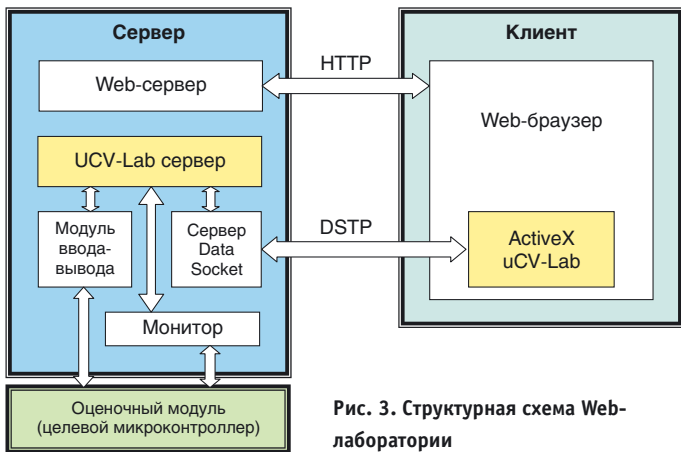 Сервер
Web-сервер
UCV-Lab сервер
Модуль
ввода-
вывода
Сервер
Data
Socket
Монитор
Оценочный модуль
(целевой микроконтроллер)
HTTP
DSTP
Клиент
Web-браузер
ActiveX
uCV-Lab
Рис. 3. Структурная схема Web-
лаборатории